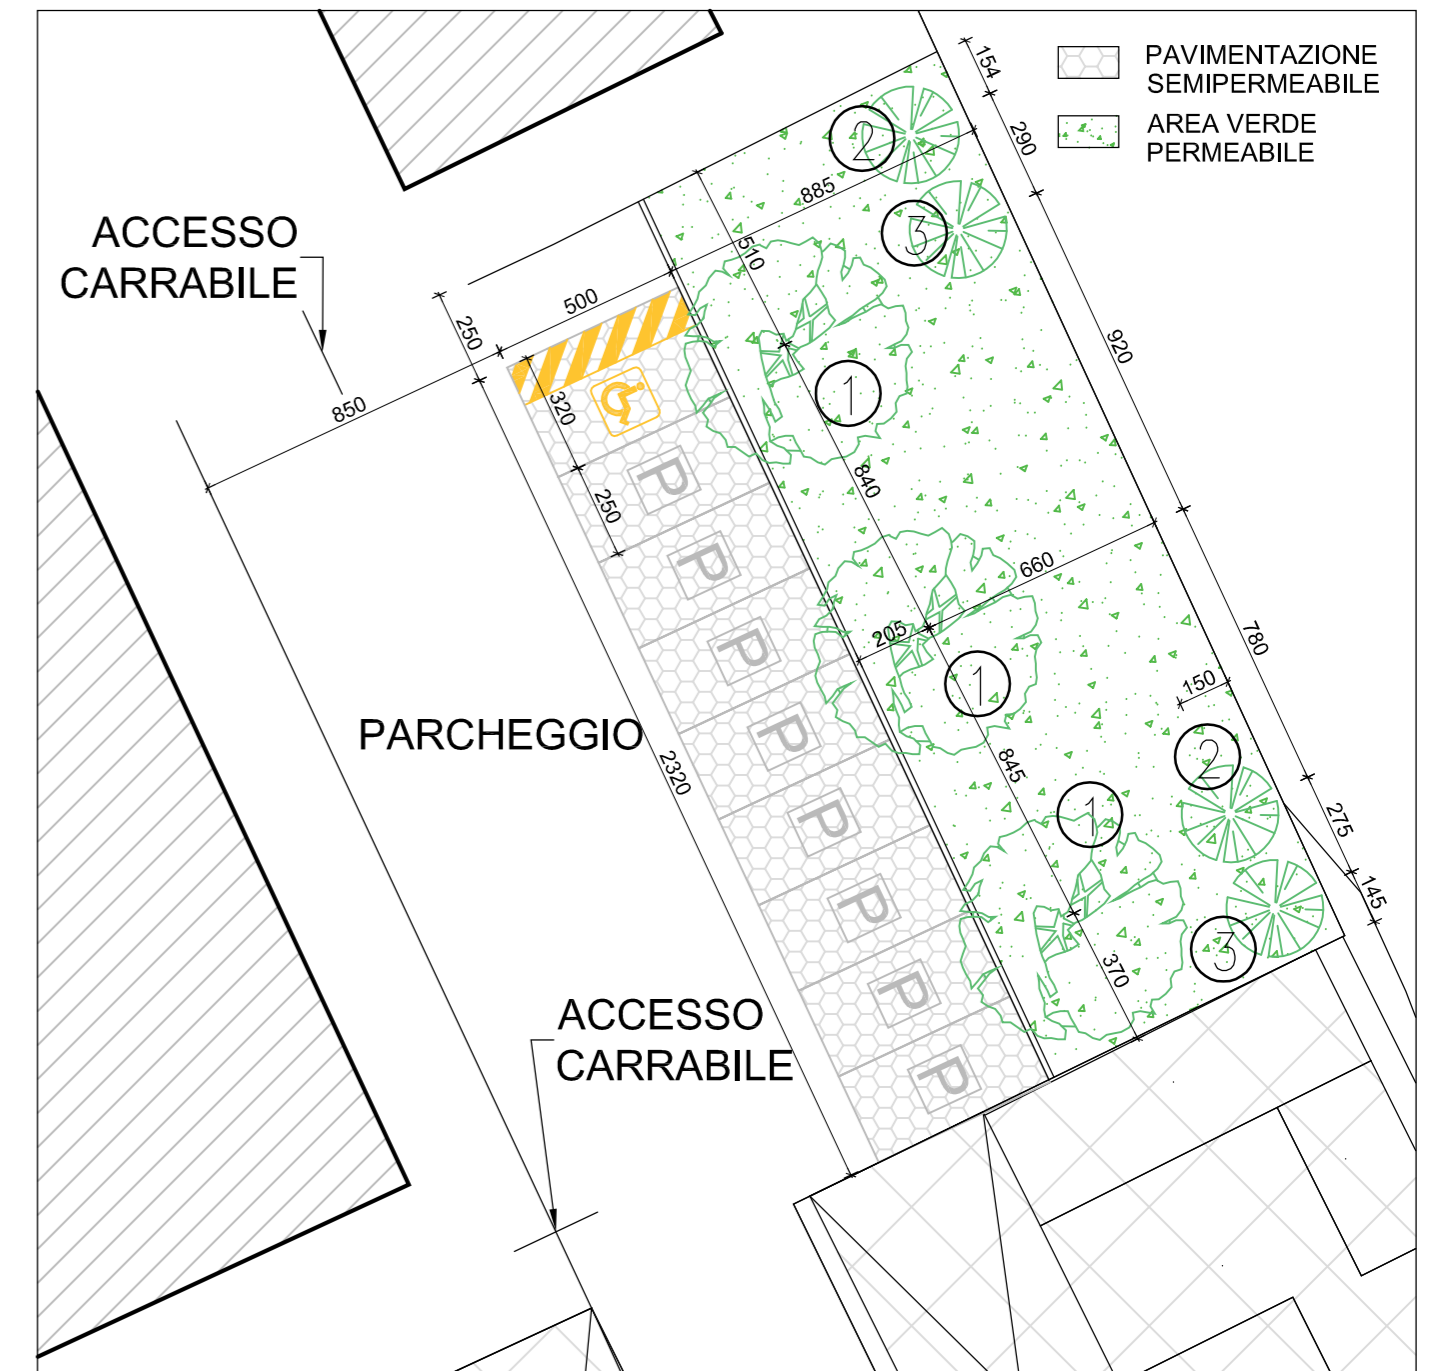 PAVIMENTAZIONE
SEMIPERMEABILE
AREA VERDE
PERMEABILE
154
290
2
885
3
510
ACCESSO
CARRABILE
250
500
920
850
320
1
840
P
250
P
660
205
780
P
1
150
PARCHEGGIO
2320
P
845
2
1
275
P
145
P
3
370
P
ACCESSO
CARRABILE
P